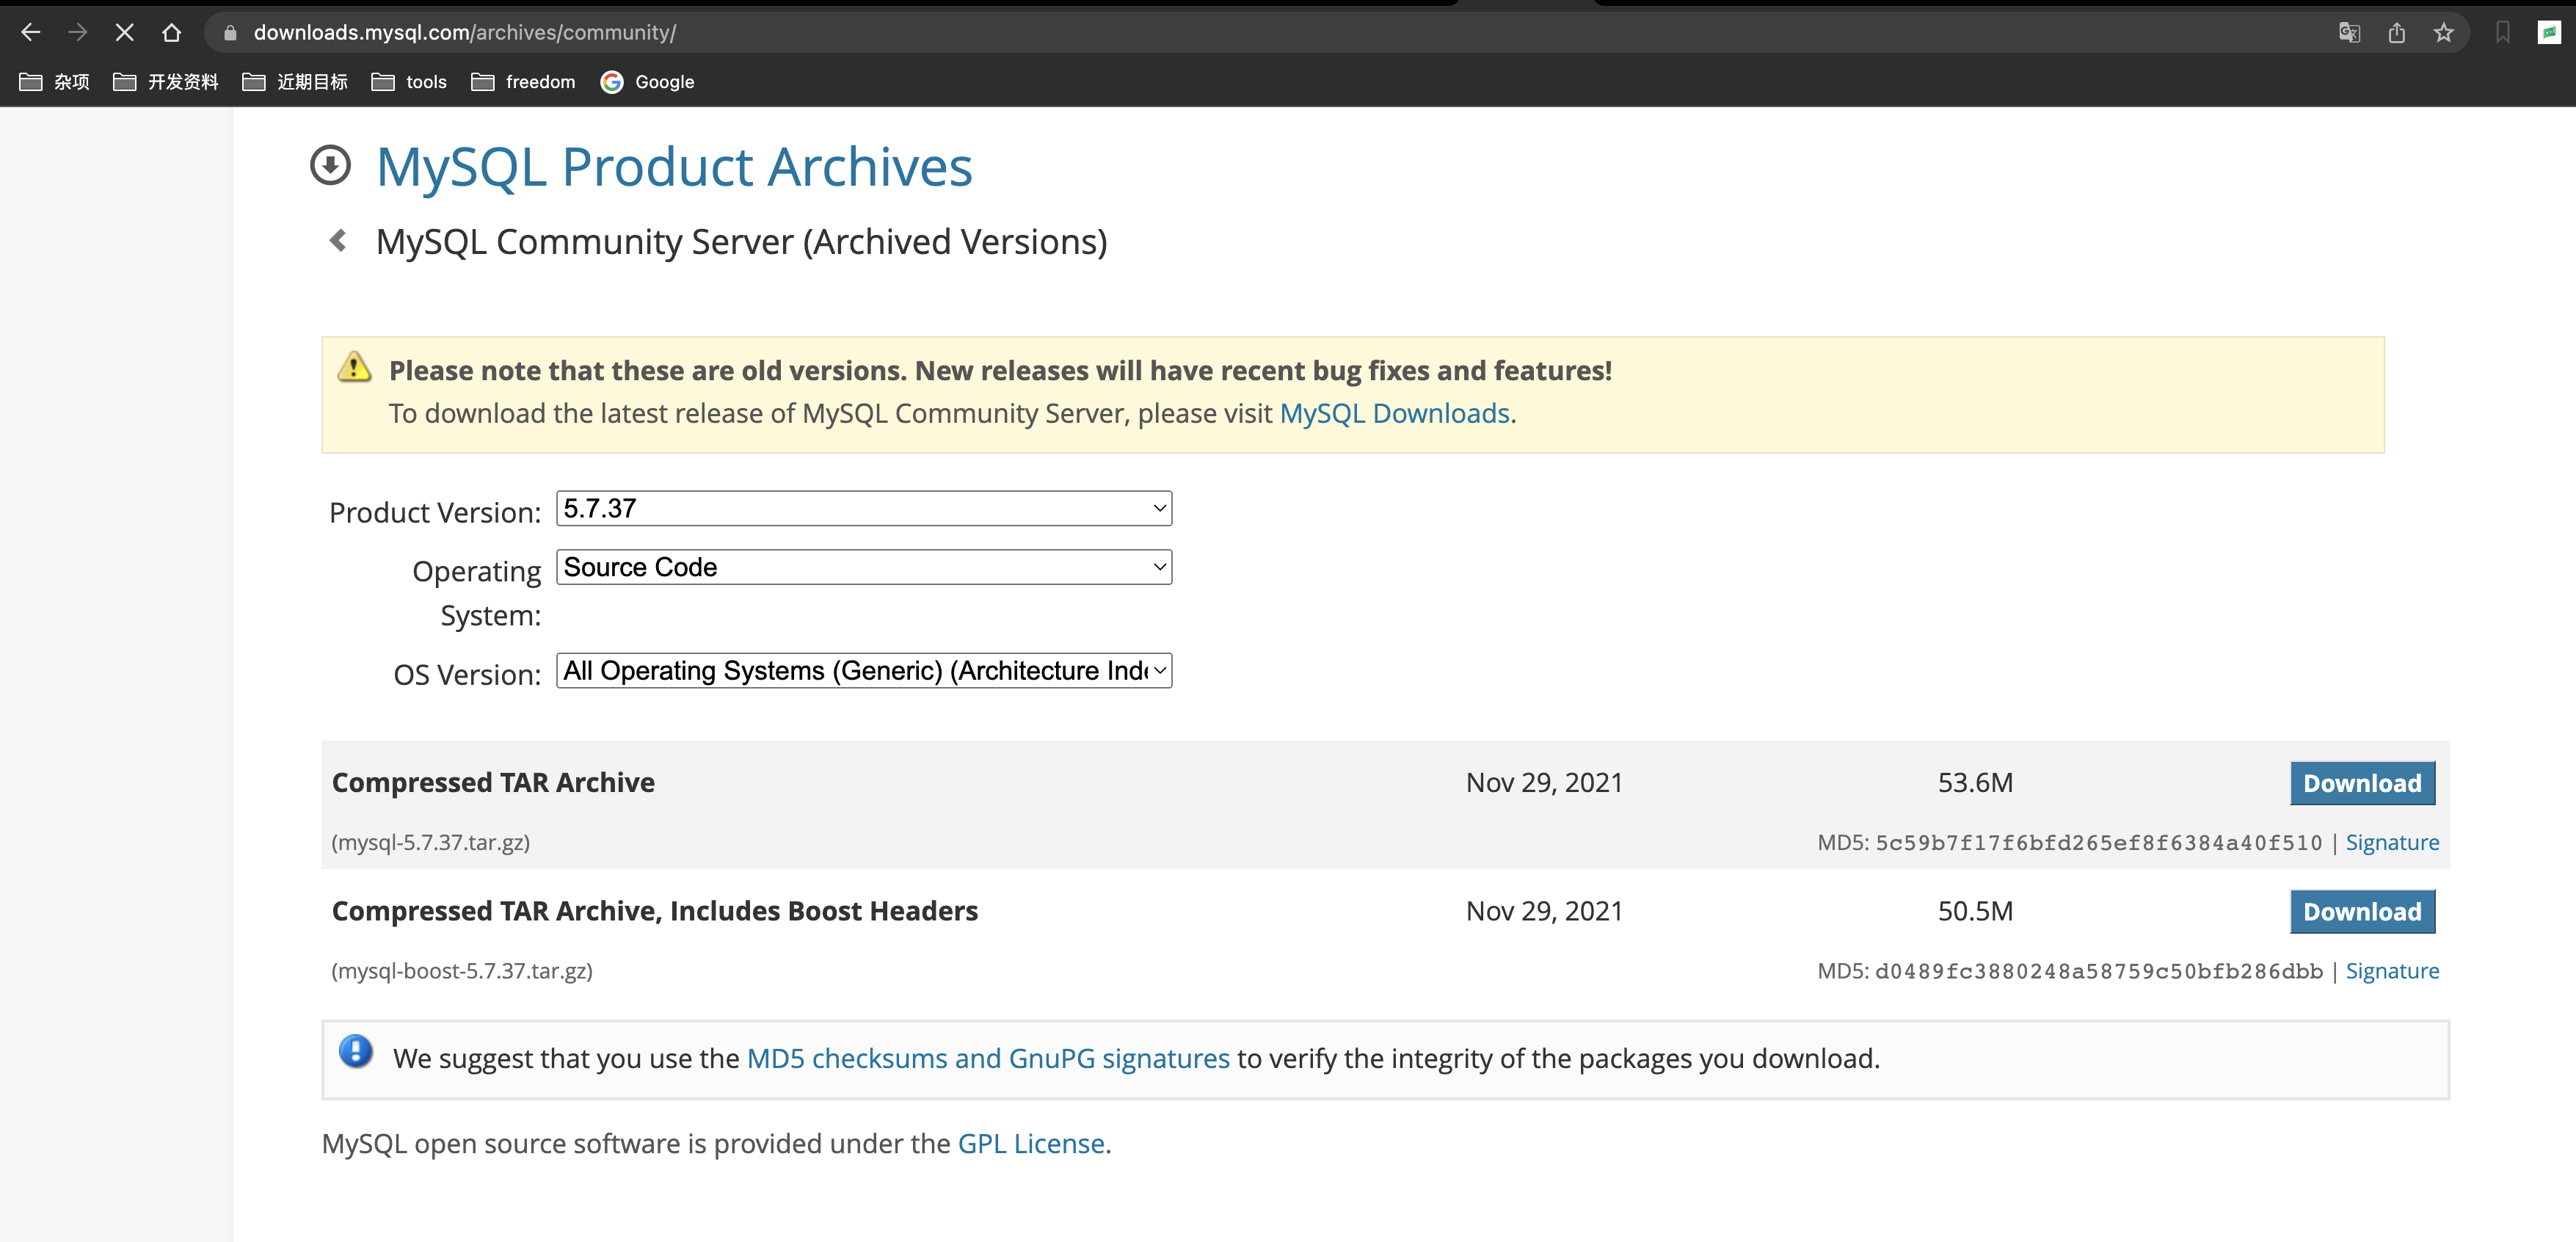 downloads.mysql.com/archives/community/
杂项 开发资料 近期目标 tools freedom Google
MySQL Product Archives
MySQL Community Server (Archived Versions)
Please note that these are old versions. New releases will have recent bug fixes and features!
To download the latest release of MySQL Community Server, please visit MySQL Downloads.
Product Version: 5.7.37
Operating System: Source Code
OS Version: All Operating Systems (Generic) (Architecture Inde
Compressed TAR Archive Nov 29, 2021 53.6M Download
(mysql-5.7.37.tar.gz) MD5: 5c59b7f17f6bfd265ef8f6384a40f510 | Signature
Compressed TAR Archive, Includes Boost Headers Nov 29, 2021 50.5M Download
(mysql-boost-5.7.37.tar.gz) MD5: d0489fc3880248a58759c50bfb286dbb | Signature
We suggest that you use the MD5 checksums and GnuPG signatures to verify the integrity of the packages you download.
MySQL open source software is provided under the GPL License.